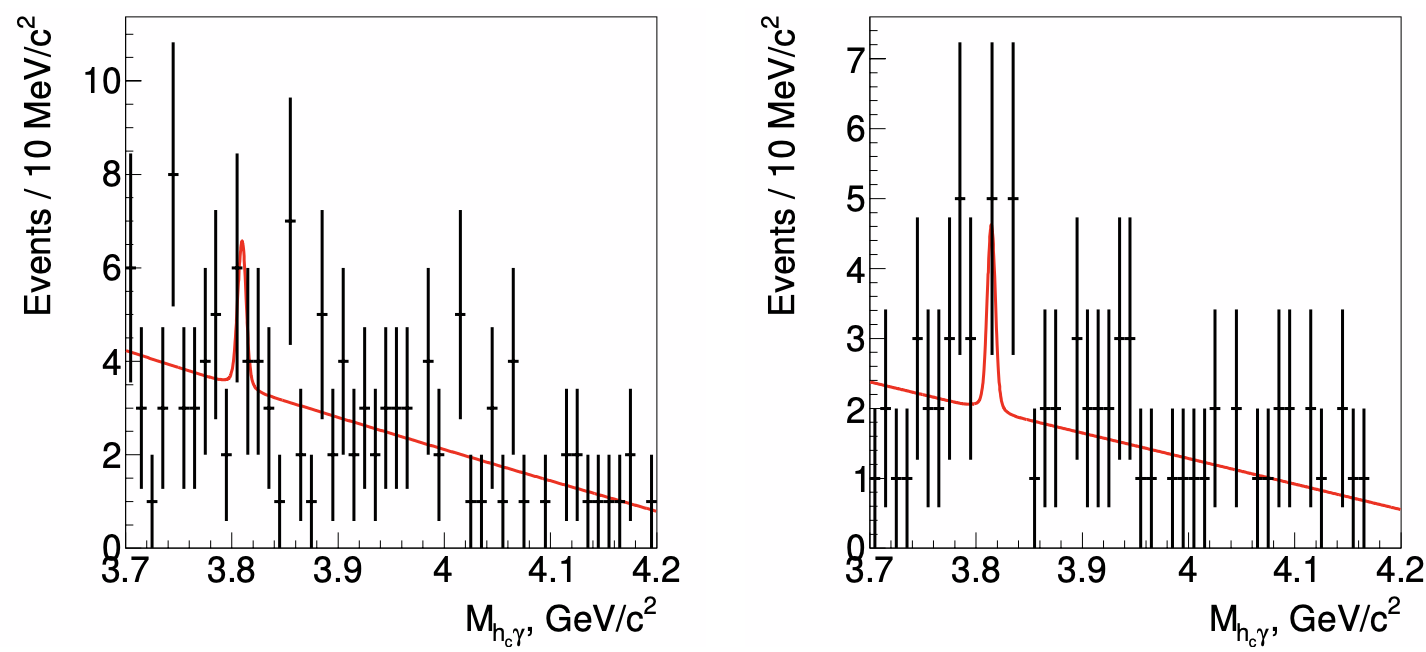 Events / 10 MeV/c²
10
8
6
4
2
0
3.7 3.8 3.9 4 4.1 4.2
M_{h_cγ}, GeV/c²
Events / 10 MeV/c²
7
6
5
4
3
2
1
0
3.7 3.8 3.9 4 4.1 4.2
M_{h_cγ}, GeV/c²